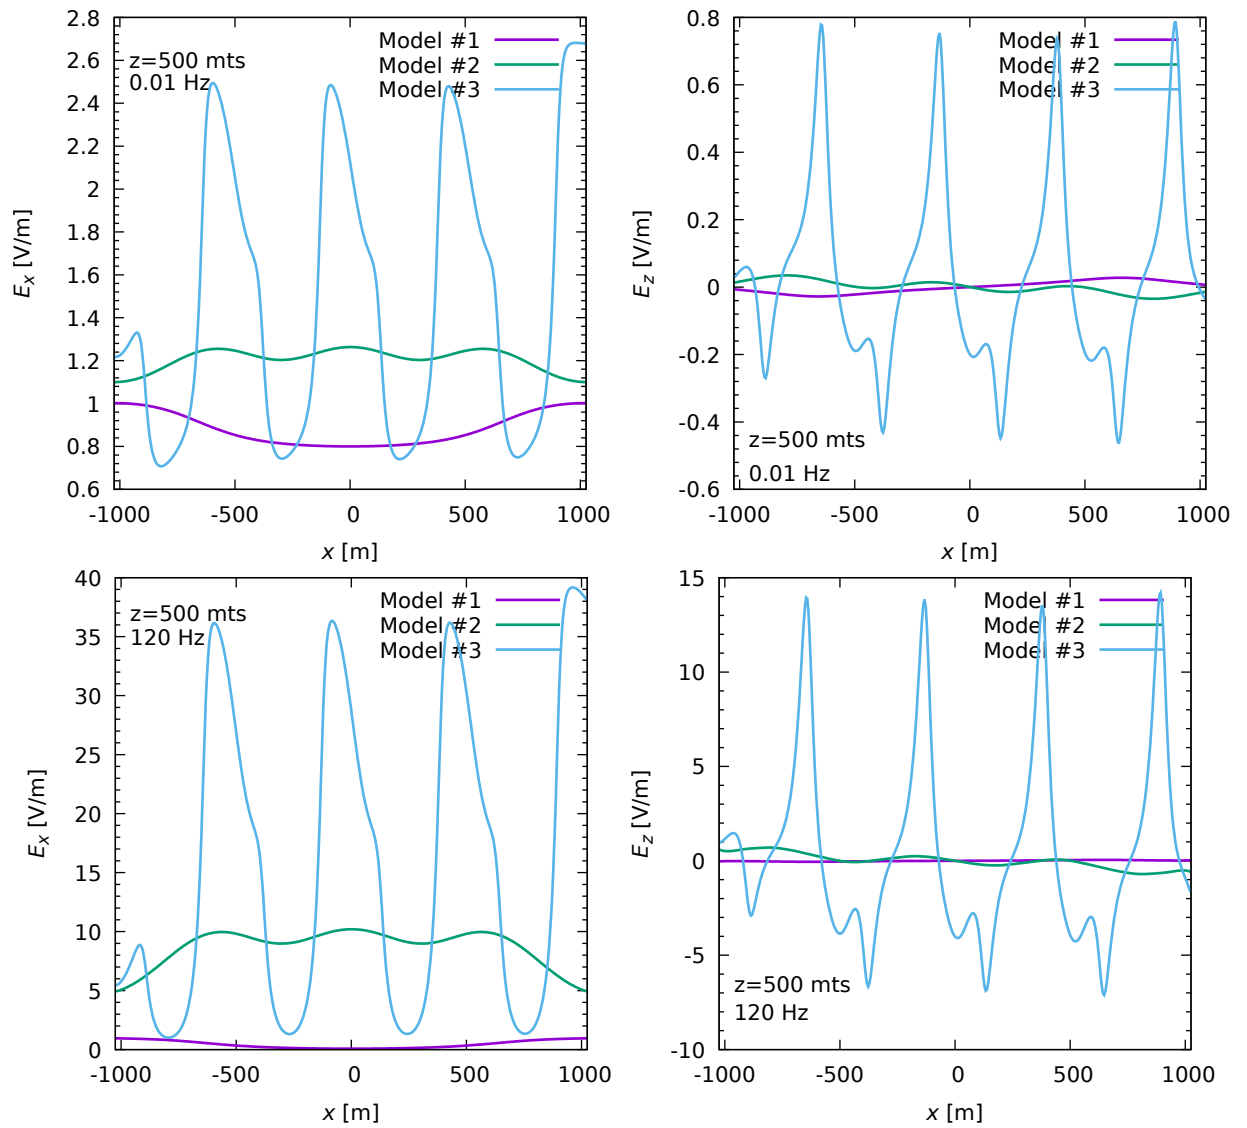 2.8
2.6
2.4
2.2
2
1.8
1.6
1.4
1.2
1
0.8
0.6
-1000
-500
0
500
1000
E_x [V/m]
x [m]
z=500 mts
0.01 Hz
Model #1
Model #2
Model #3
0.8
0.6
0.4
0.2
0
-0.2
-0.4
-0.6
-1000
-500
0
500
1000
E_z [V/m]
x [m]
z=500 mts
0.01 Hz
Model #1
Model #2
Model #3
40
35
30
25
20
15
10
5
0
-1000
-500
0
500
1000
E_x [V/m]
x [m]
z=500 mts
120 Hz
Model #1
Model #2
Model #3
15
10
5
0
-5
-10
-1000
-500
0
500
1000
E_z [V/m]
x [m]
z=500 mts
120 Hz
Model #1
Model #2
Model #3